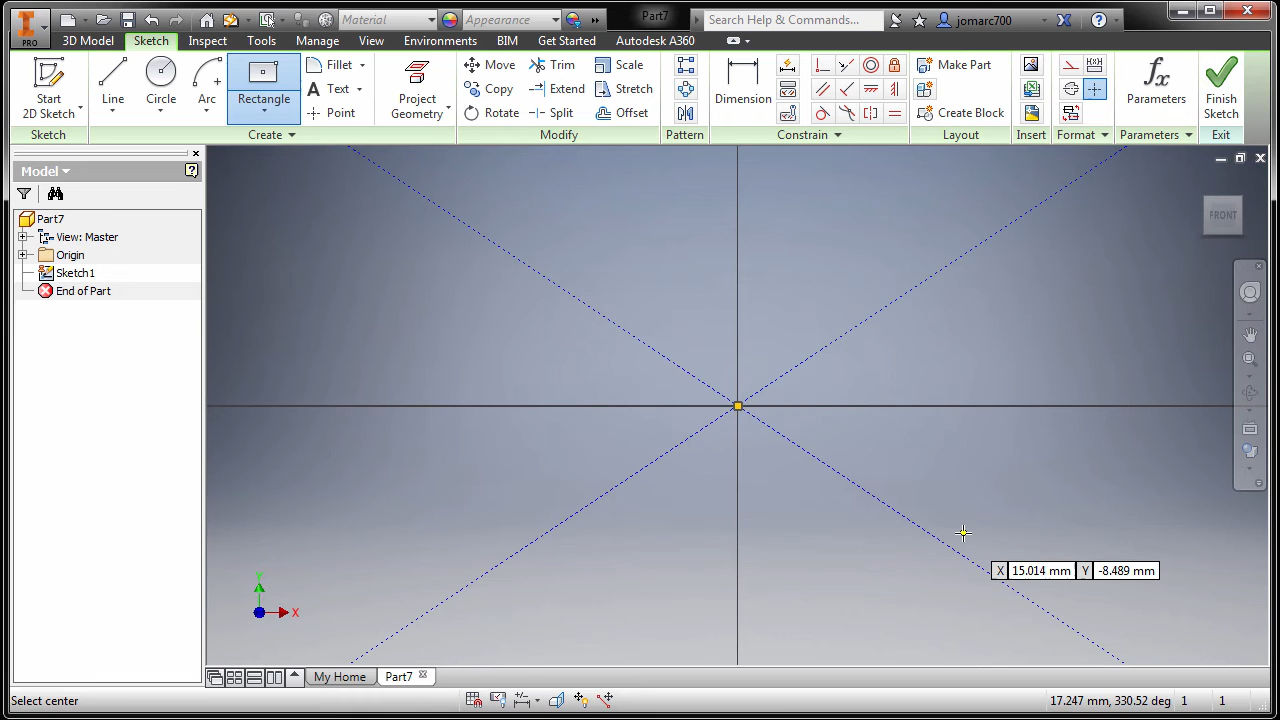 Material
Appearance
Part7
Search Help & Commands...
jomarc700
PRO
3D Model
Sketch
Inspect
Tools
Manage
View
Environments
BIM
Get Started
Autodesk A360
Start
2D Sketch
Line
Circle
Arc
Rectangle
Fillet
Text
Point
Project
Geometry
Move
Copy
Rotate
Trim
Extend
Split
Scale
Stretch
Offset
Dimension
Make Part
Create Block
Parameters
Finish
Sketch
Sketch
Create
Modify
Pattern
Constrain
Layout
Insert
Format
Parameters
Exit
Model
Part7
View: Master
Origin
Sketch1
End of Part
FRONT
X 15.014 mm Y -8.489 mm
Y
X
My Home
Part7
Select center
17.247 mm, 330.52 deg 1 1